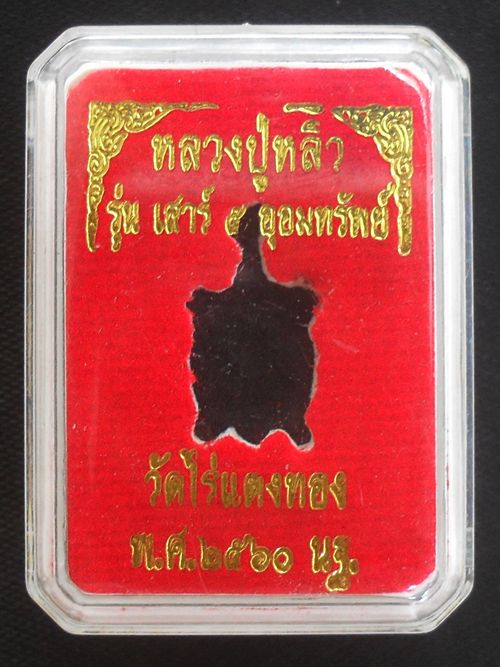 หลวงปู่หลิว
รุ่น เสาร์ ๕ อุอมทรัพย์
วัดไร่แตงทอง
พ.ศ.๒๕๖๐ นฐ.